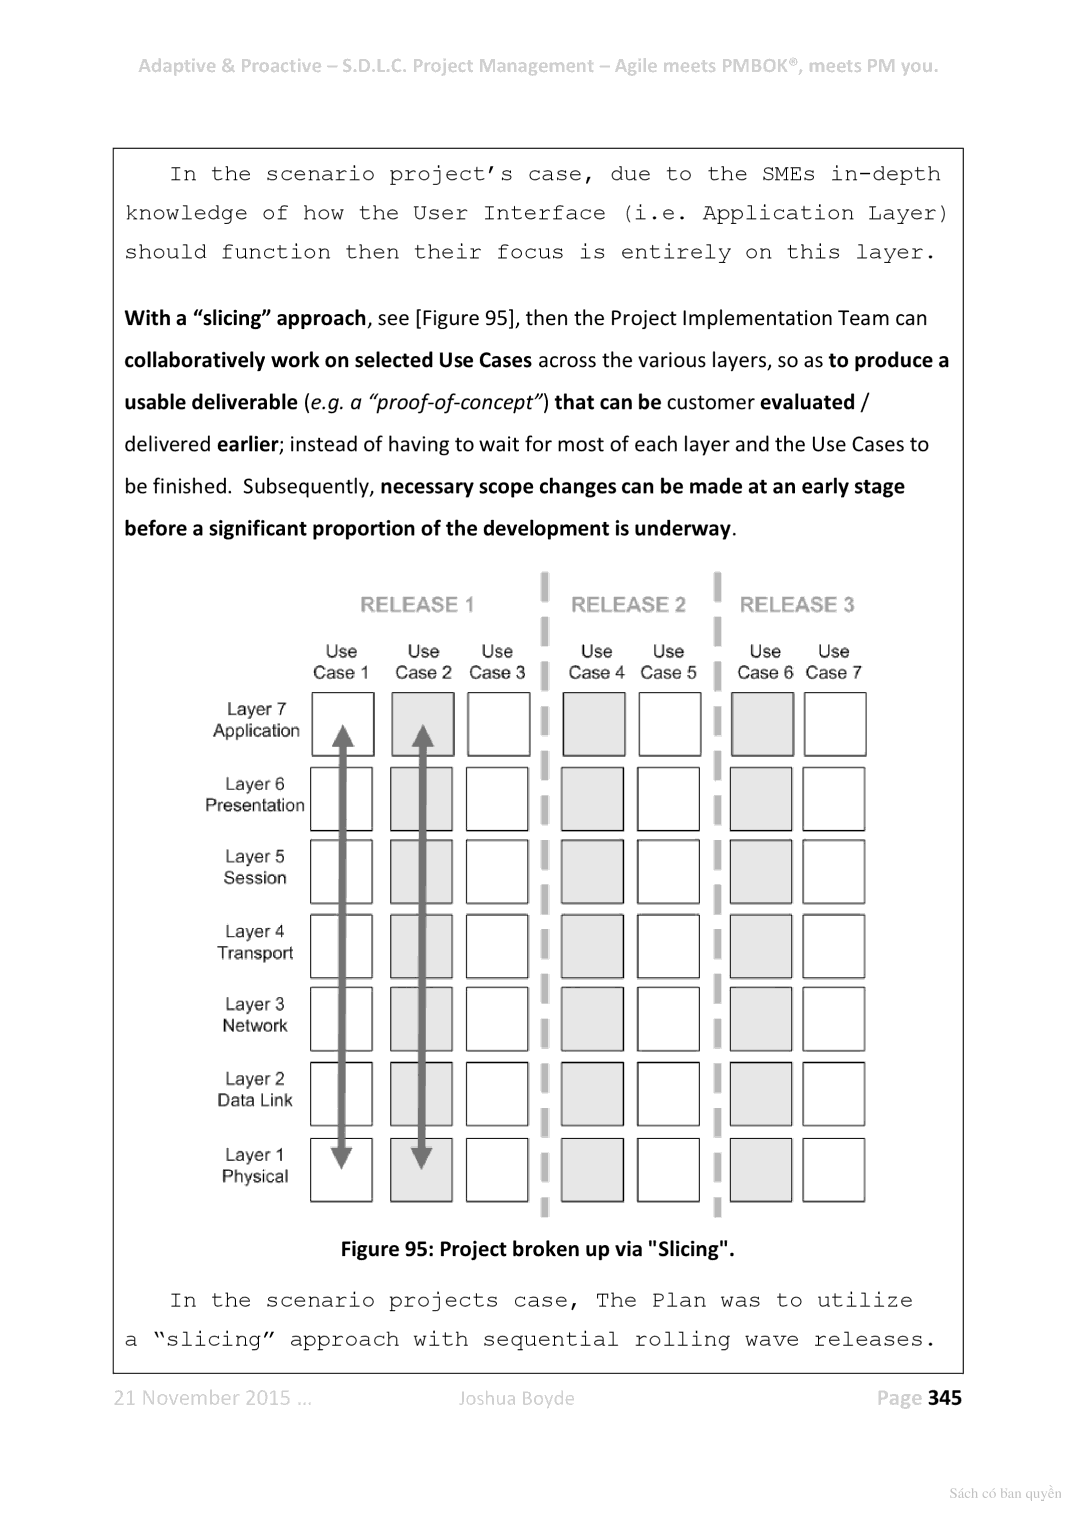 Adaptive & Proactive – S.D.L.C. Project Management – Agile meets PMBOK®, meets PM you.
In the scenario project’s case, due to the SMEs in-depth
knowledge of how the User Interface (i.e. Application Layer)
should function then their focus is entirely on this layer.
With a “slicing” approach, see [Figure 95], then the Project Implementation Team can
collaboratively work on selected Use Cases across the various layers, so as to produce a
usable deliverable (e.g. a “proof-of-concept”) that can be customer evaluated /
delivered earlier; instead of having to wait for most of each layer and the Use Cases to
be finished.  Subsequently, necessary scope changes can be made at an early stage
before a significant proportion of the development is underway.
RELEASE 1 RELEASE 2 RELEASE 3
Use Use Use Use Use Use Use
Case 1 Case 2 Case 3 Case 4 Case 5 Case 6 Case 7
Layer 7
Application
Layer 6
Presentation
Layer 5
Session
Layer 4
Transport
Layer 3
Network
Layer 2
Data Link
Layer 1
Physical
Figure 95: Project broken up via "Slicing".
In the scenario projects case, The Plan was to utilize
a “slicing” approach with sequential rolling wave releases.
21 November 2015 … Joshua Boyde Page 345
Sách có bản quyền